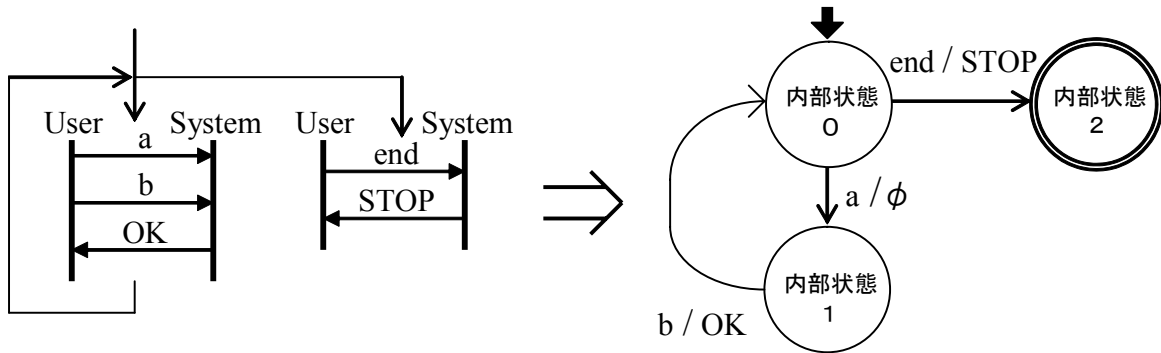 User System
a
b
OK
User System
end
STOP
内部状態
0
end / STOP
内部状態
2
a / φ
内部状態
1
b / OK